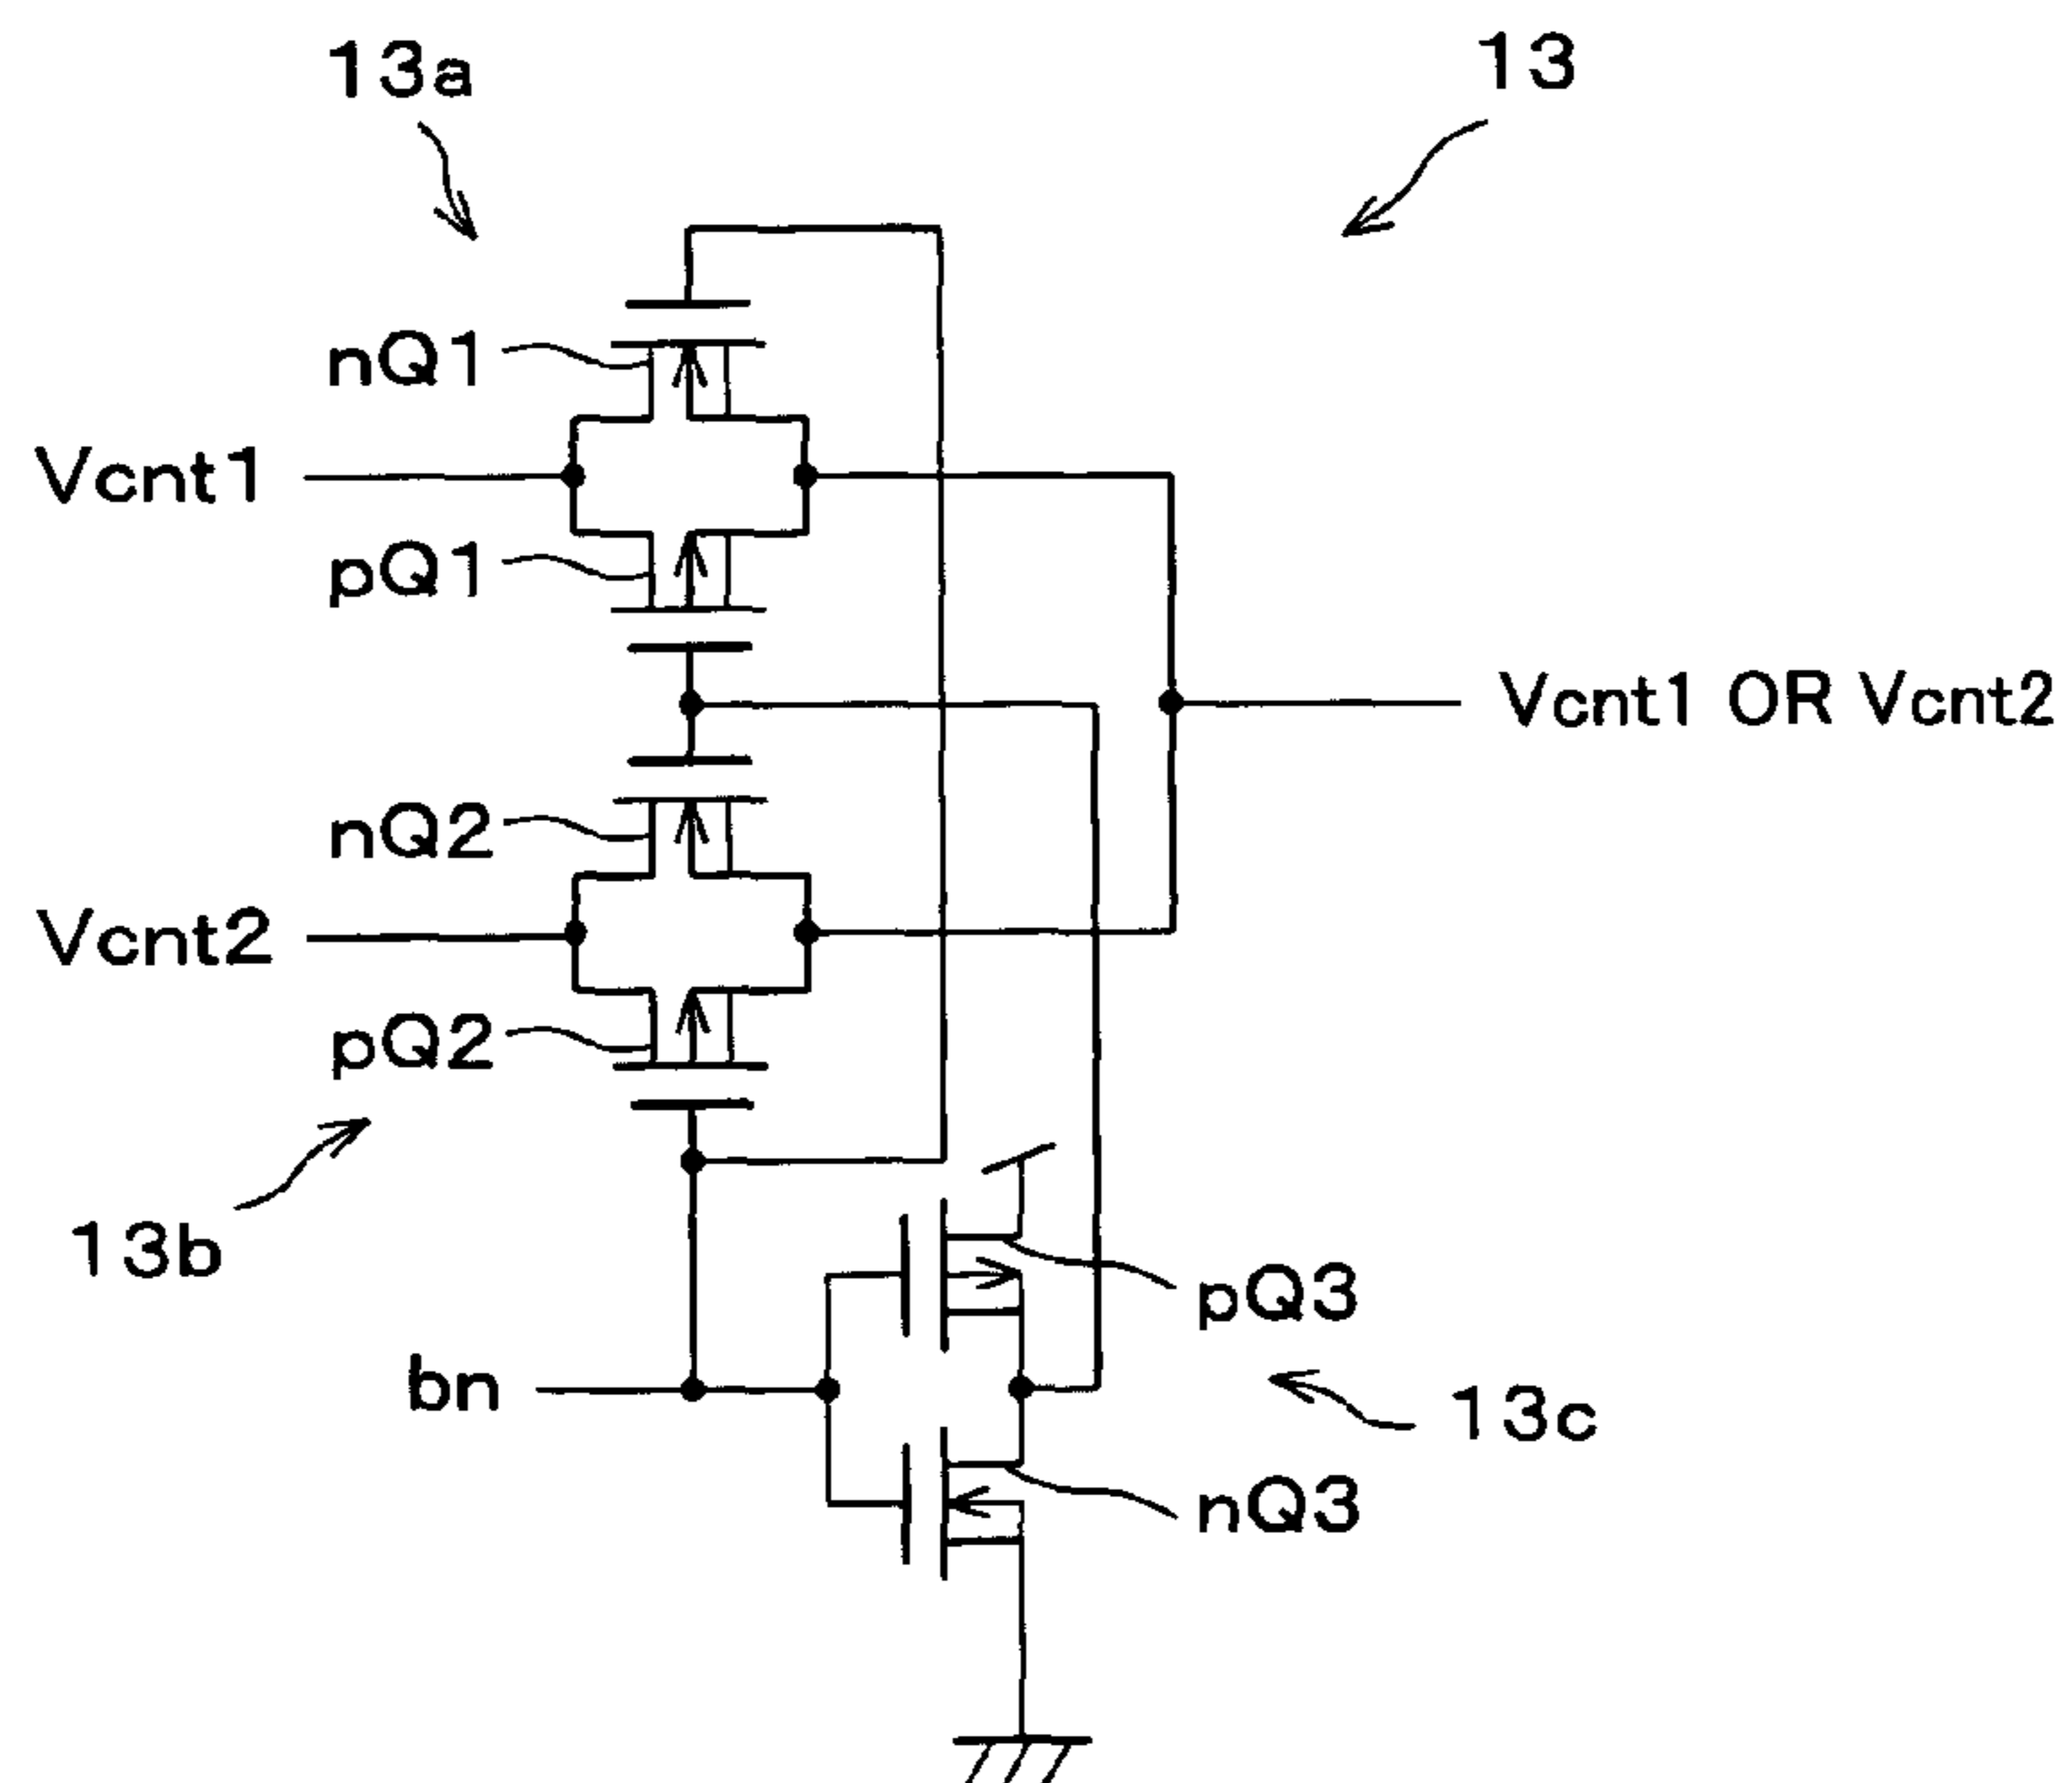 13a
13
nQ1
Vcnt1
pQ1
Vcnt1 OR Vcnt2
nQ2
Vcnt2
pQ2
13b
pQ3
bn
13c
nQ3